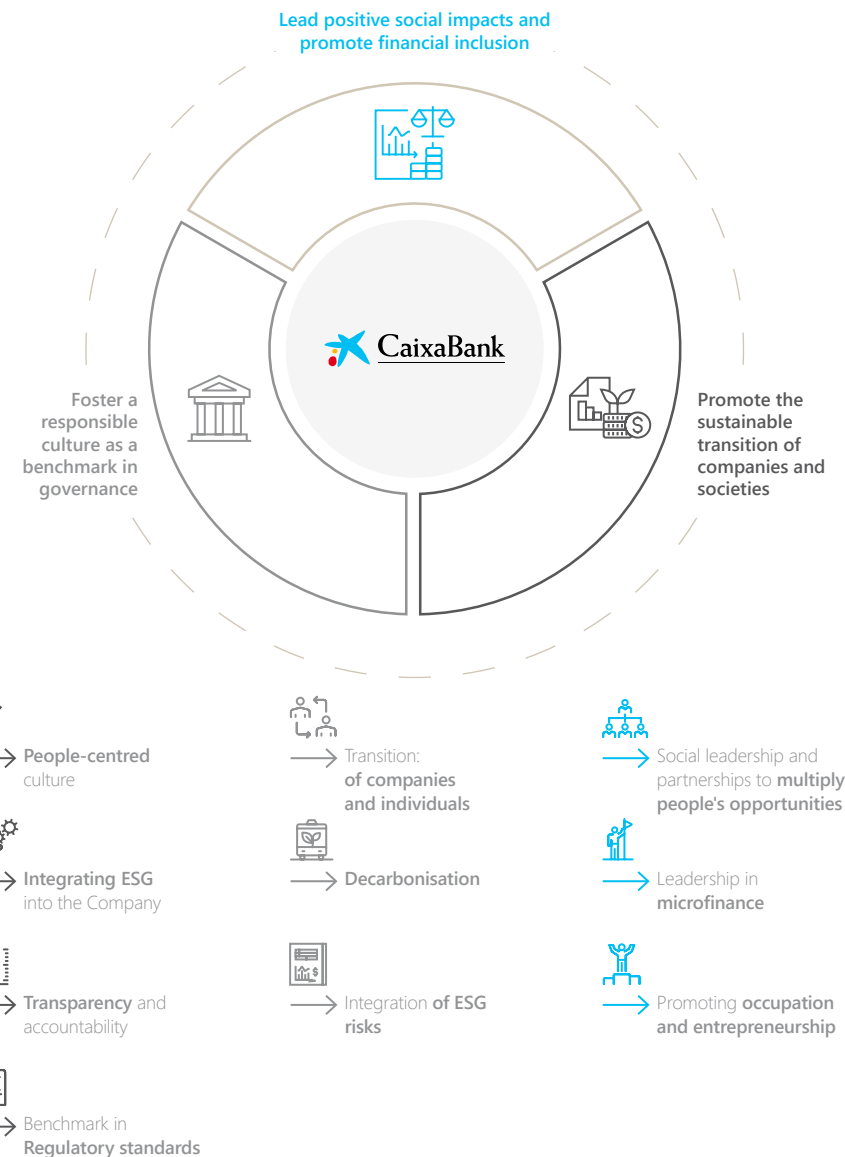 Lead positive social impacts and
promote financial inclusion
CaixaBank
Foster a
responsible
culture as a
benchmark in
governance
Promote the
sustainable
transition of
companies and
societies
People-centred
culture
Integrating ESG
into the Company
Transparency and
accountability
Benchmark in
Regulatory standards
Transition:
of companies
and individuals
Decarbonisation
Integration of ESG
risks
Social leadership and
partnerships to multiply
people's opportunities
Leadership in
microfinance
Promoting occupation
and entrepreneurship